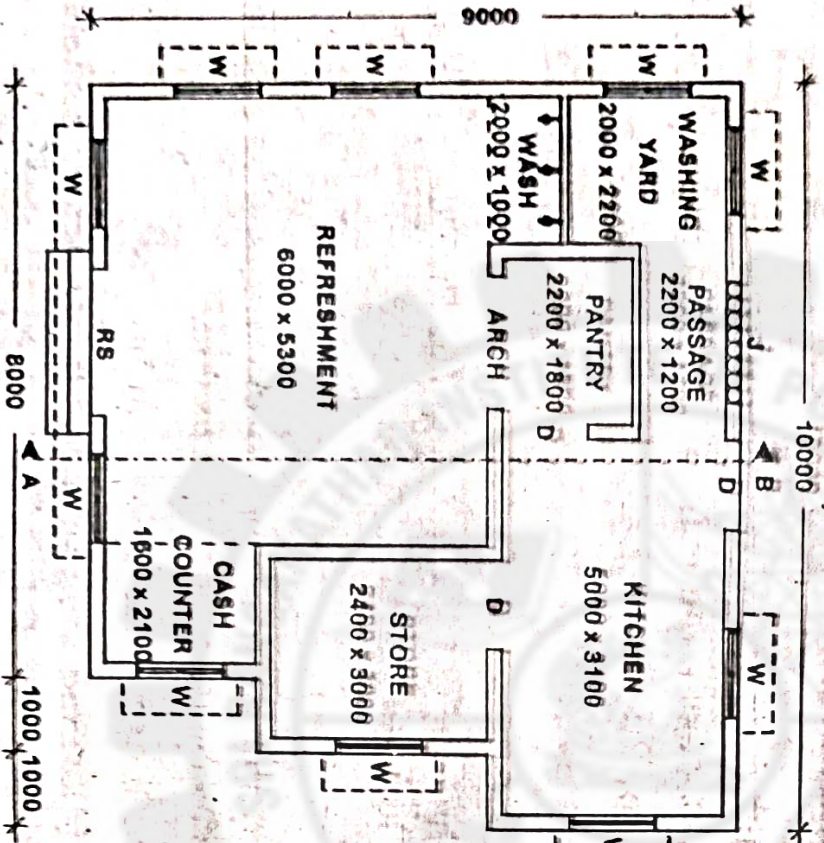 10000
W
B
W
J
D
WASHING
YARD
2000 x 2200
PASSAGE
2200 x 1200
KITCHEN
5000 x 3100
W
W
PANTRY
2200 x 1800
D
WASH
2000 x 1000
ARCH
D
9000
W
STORE
2400 x 3000
W
REFRESHMENT
6000 x 5300
W
CASH
COUNTER
1600 x 2100
W
RS
W
W
A
8000
1000
1000